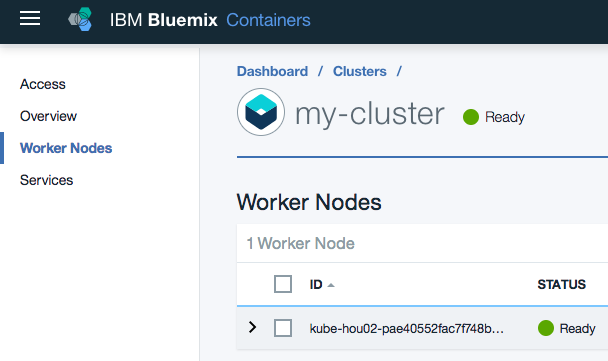 IBM Bluemix Containers
Access
Overview
Worker Nodes
Services
Dashboard / Clusters /
my-cluster Ready
Worker Nodes
1 Worker Node
ID STATUS
kube-hou02-pae40552fac7f748b... Ready